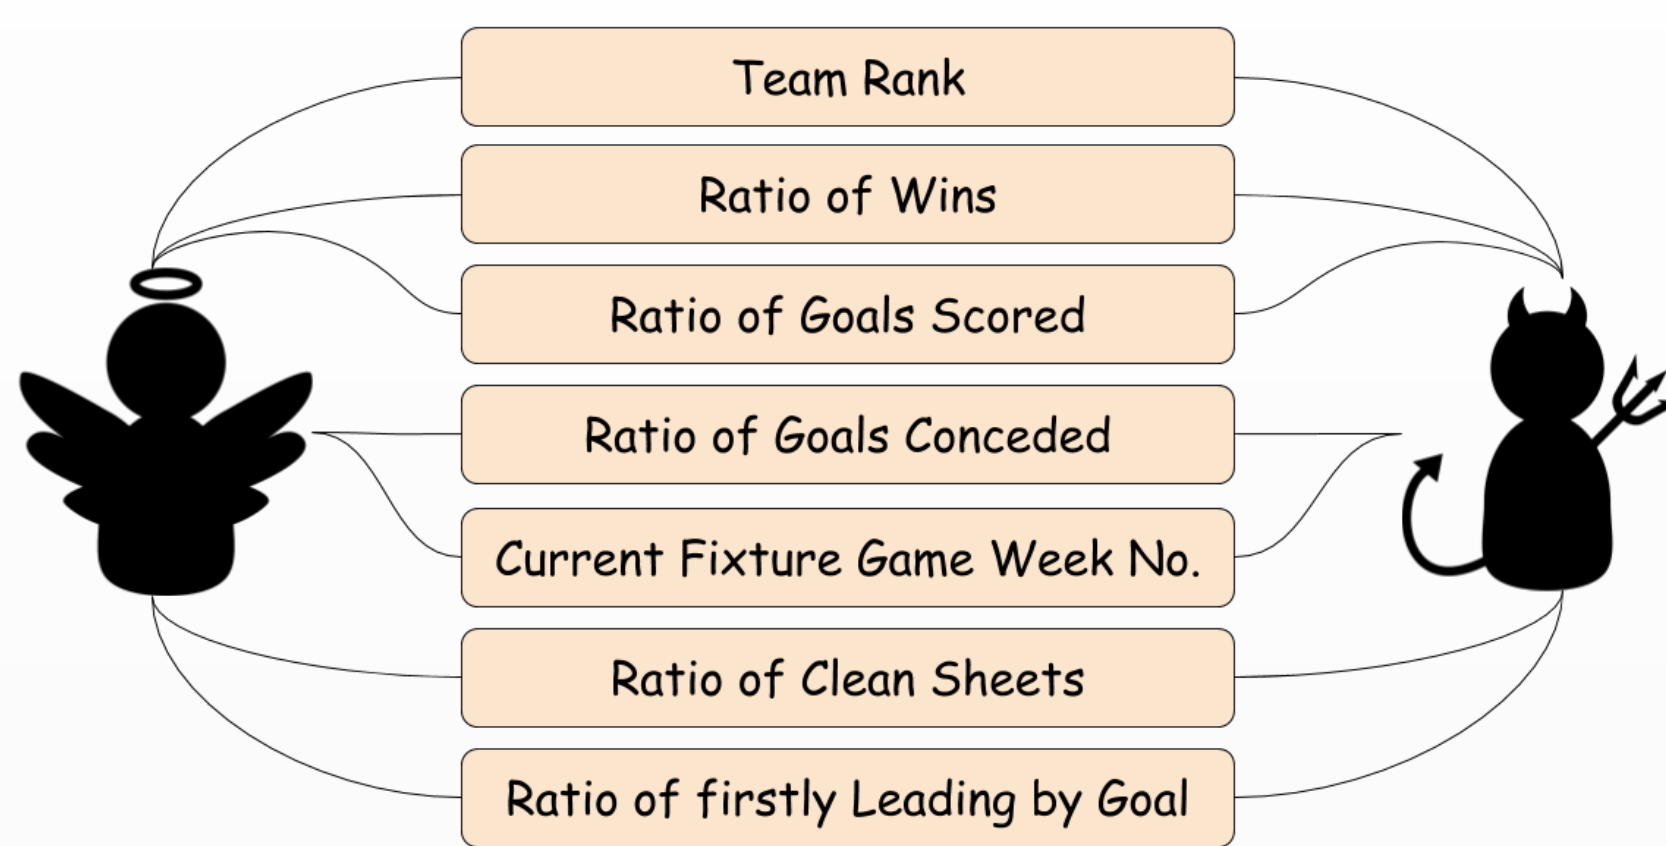 Team Rank
Ratio of Wins
Ratio of Goals Scored
Ratio of Goals Conceded
Current Fixture Game Week No.
Ratio of Clean Sheets
Ratio of firstly Leading by Goal